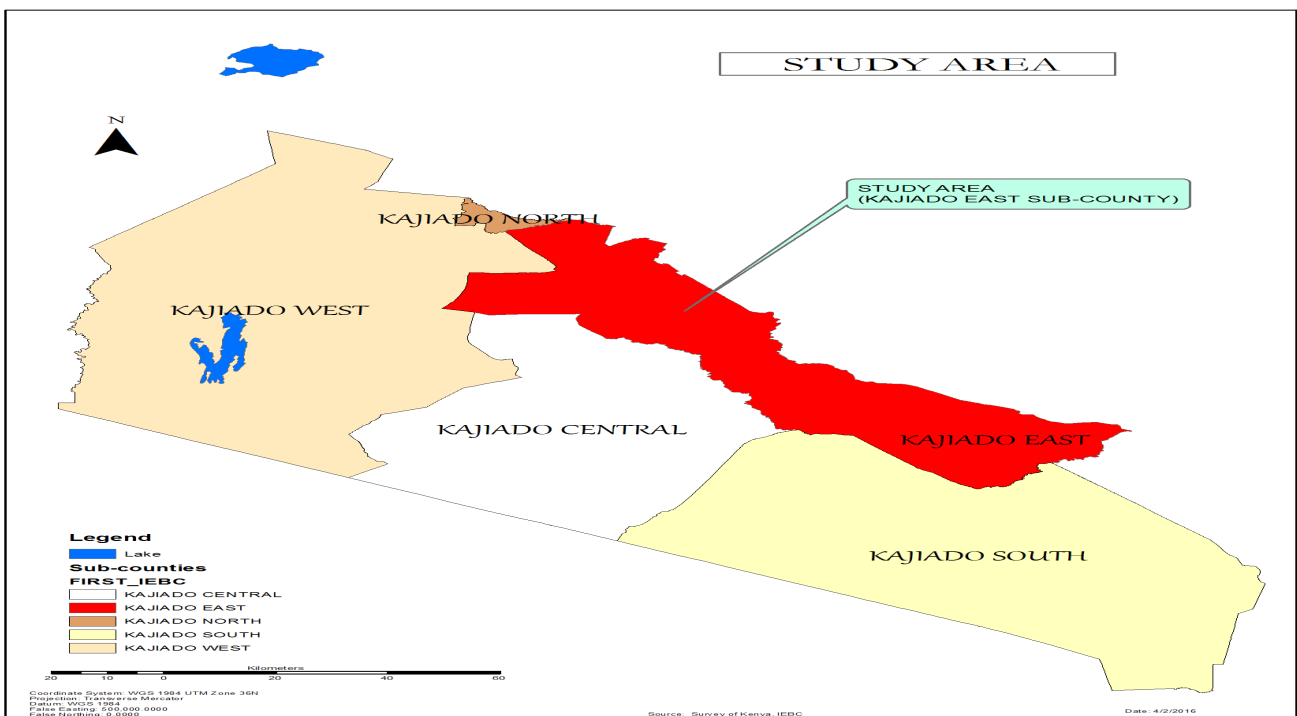 STUDY AREA
N
STUDY AREA
(KAJIADO EAST SUB-COUNTY)
KAJIADO NORTH
KAJIADO WEST
KAJIADO CENTRAL
KAJIADO EAST
KAJIADO SOUTH
Legend
Lake
Sub-counties
FIRST_IEBC
KAJIADO CENTRAL
KAJIADO EAST
KAJIADO NORTH
KAJIADO SOUTH
KAJIADO WEST
Kilometers
20 10 0 20 40 60
Coordinate System: WGS 1984 UTM Zone 36N
Projection: Transverse Mercator
Datum: WGS 1984
False Easting: 500,000.0000
False Northing: 0.0000
Source: Survey of Kenya, IEBC
Date: 4/2/2016